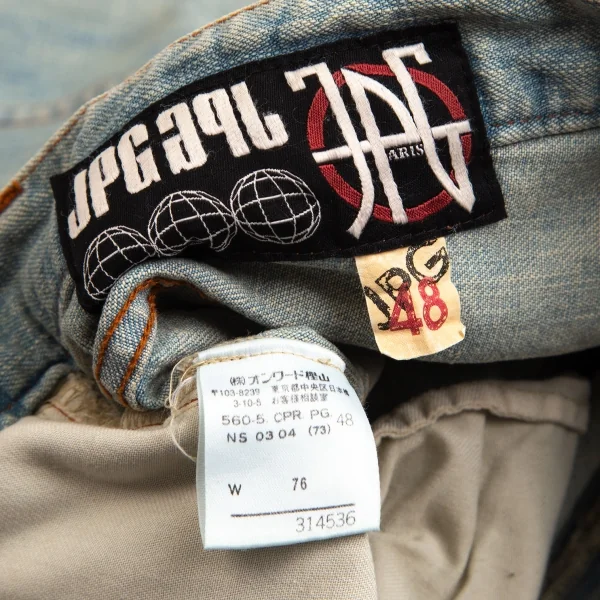 JPG JPG
JPG
PARIS
JPG
48
㈱オンワード樫山
〒103-8239 東京都中央区日本橋
3-10-5 お客様相談室
560-5. CPR. PG. 48
NS 03 04 (73)
W 76
314536